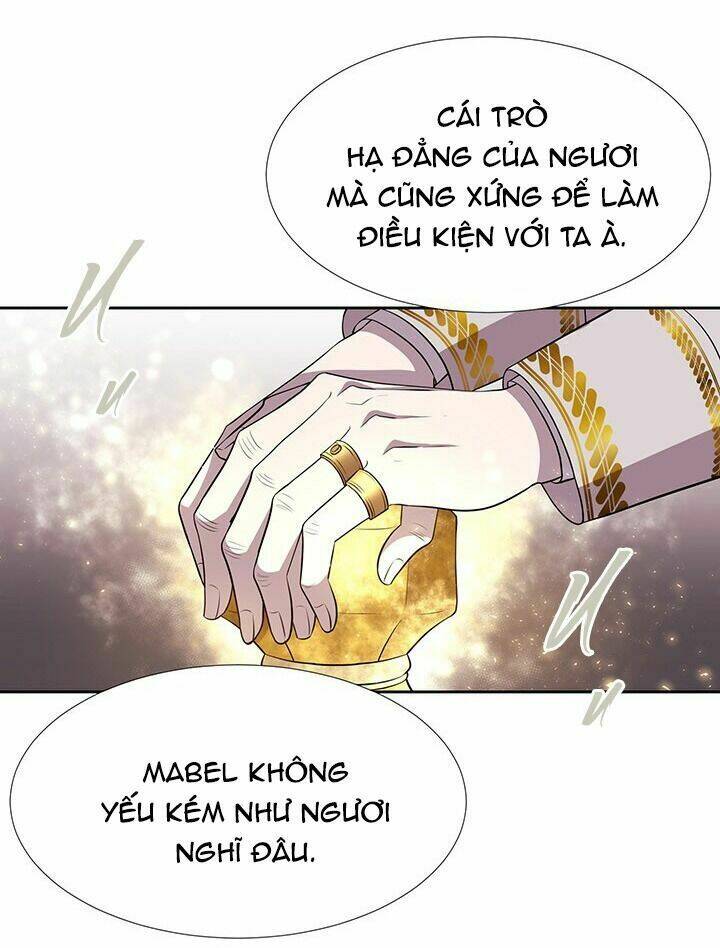 CÁI TRÒ
HẠ ĐẲNG CỦA NGƯƠI
MÀ CŨNG XỨNG ĐỂ LÀM
ĐIỀU KIỆN VỚI TA À.
MABEL KHÔNG
YẾU KÉM NHƯ NGƯƠI
NGHĨ ĐÂU.